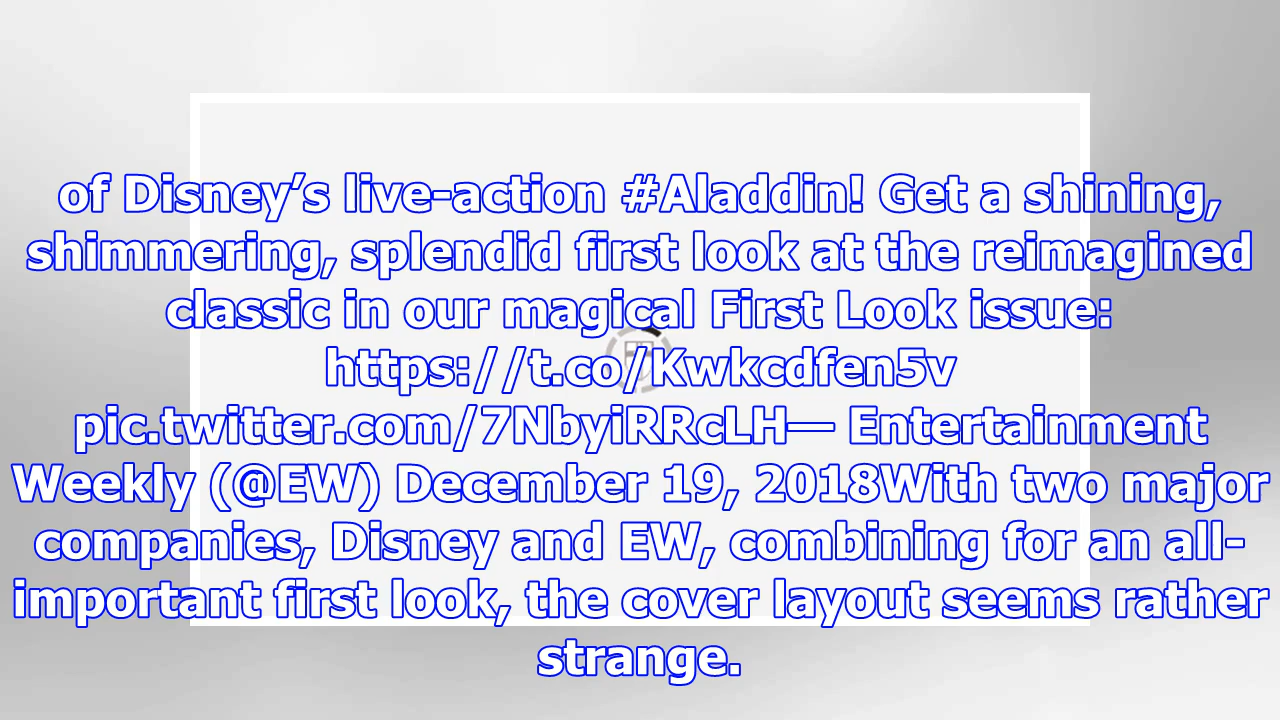 of Disney’s live-action #Aladdin! Get a shining,
shimmering, splendid first look at the reimagined
classic in our magical First Look issue:
https://t.co/Kwkcdfen5v
pic.twitter.com/7NbyiRRcLH— Entertainment
Weekly (@EW) December 19, 2018With two major
companies, Disney and EW, combining for an all-
important first look, the cover layout seems rather
strange.